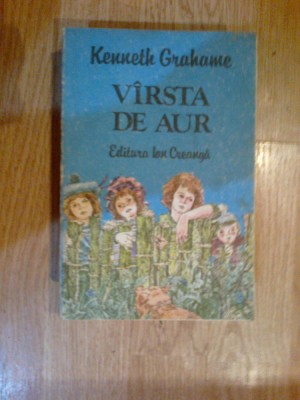 Kenneth Grahame
VÎRSTA
DE AUR
Editura Ion Creangă